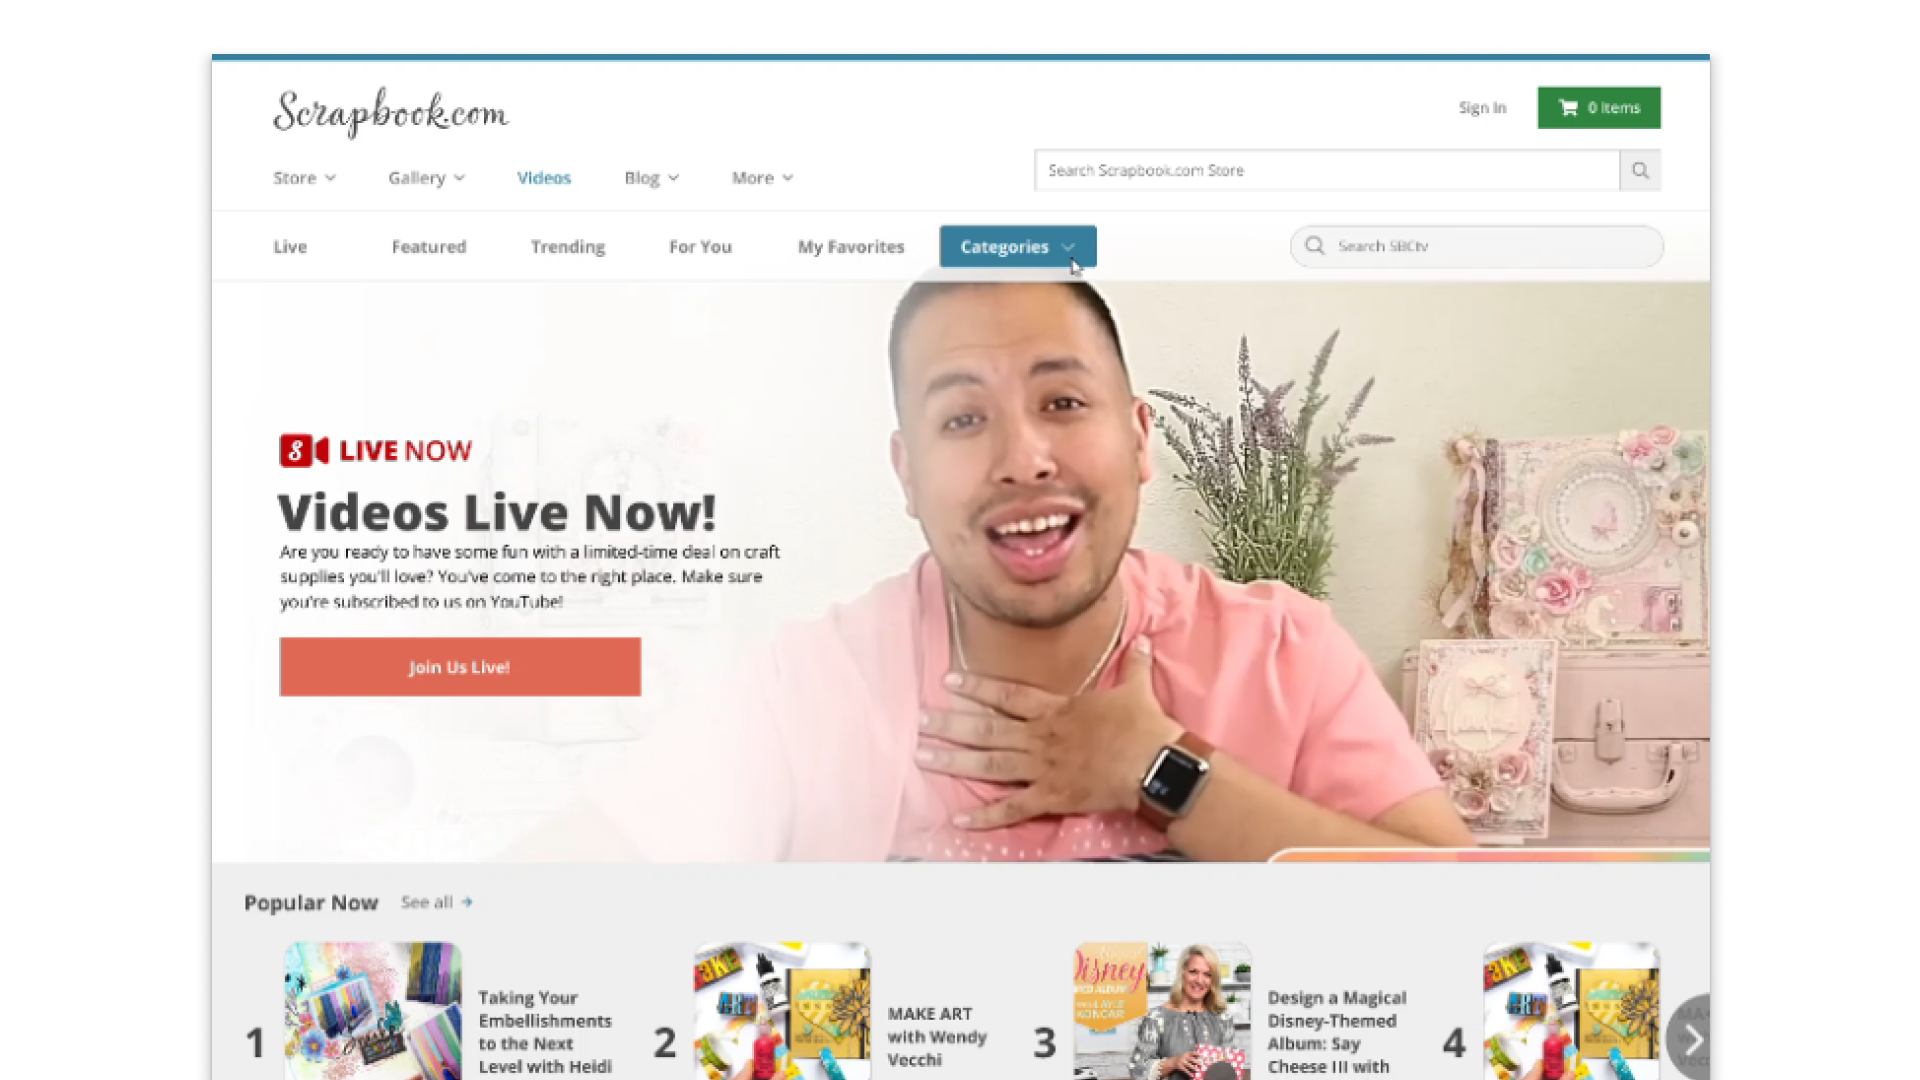 Scrapbook.com
Sign In
0 Items
Store
Gallery
Videos
Blog
More
Search Scrapbook.com Store
Live
Featured
Trending
For You
My Favorites
Categories
Search SBCtv
S LIVE NOW
Videos Live Now!
Are you ready to have some fun with a limited-time deal on craft
supplies you'll love? You've come to the right place. Make sure
you're subscribed to us on YouTube!
Join Us Live!
Popular Now
See all
1
Taking Your
Embellishments
to the Next
Level with Heidi
2
MAKE ART
with Wendy
Vecchi
3
Disney
KONCAR
Design a Magical
Disney-Themed
Album: Say
Cheese III with
4